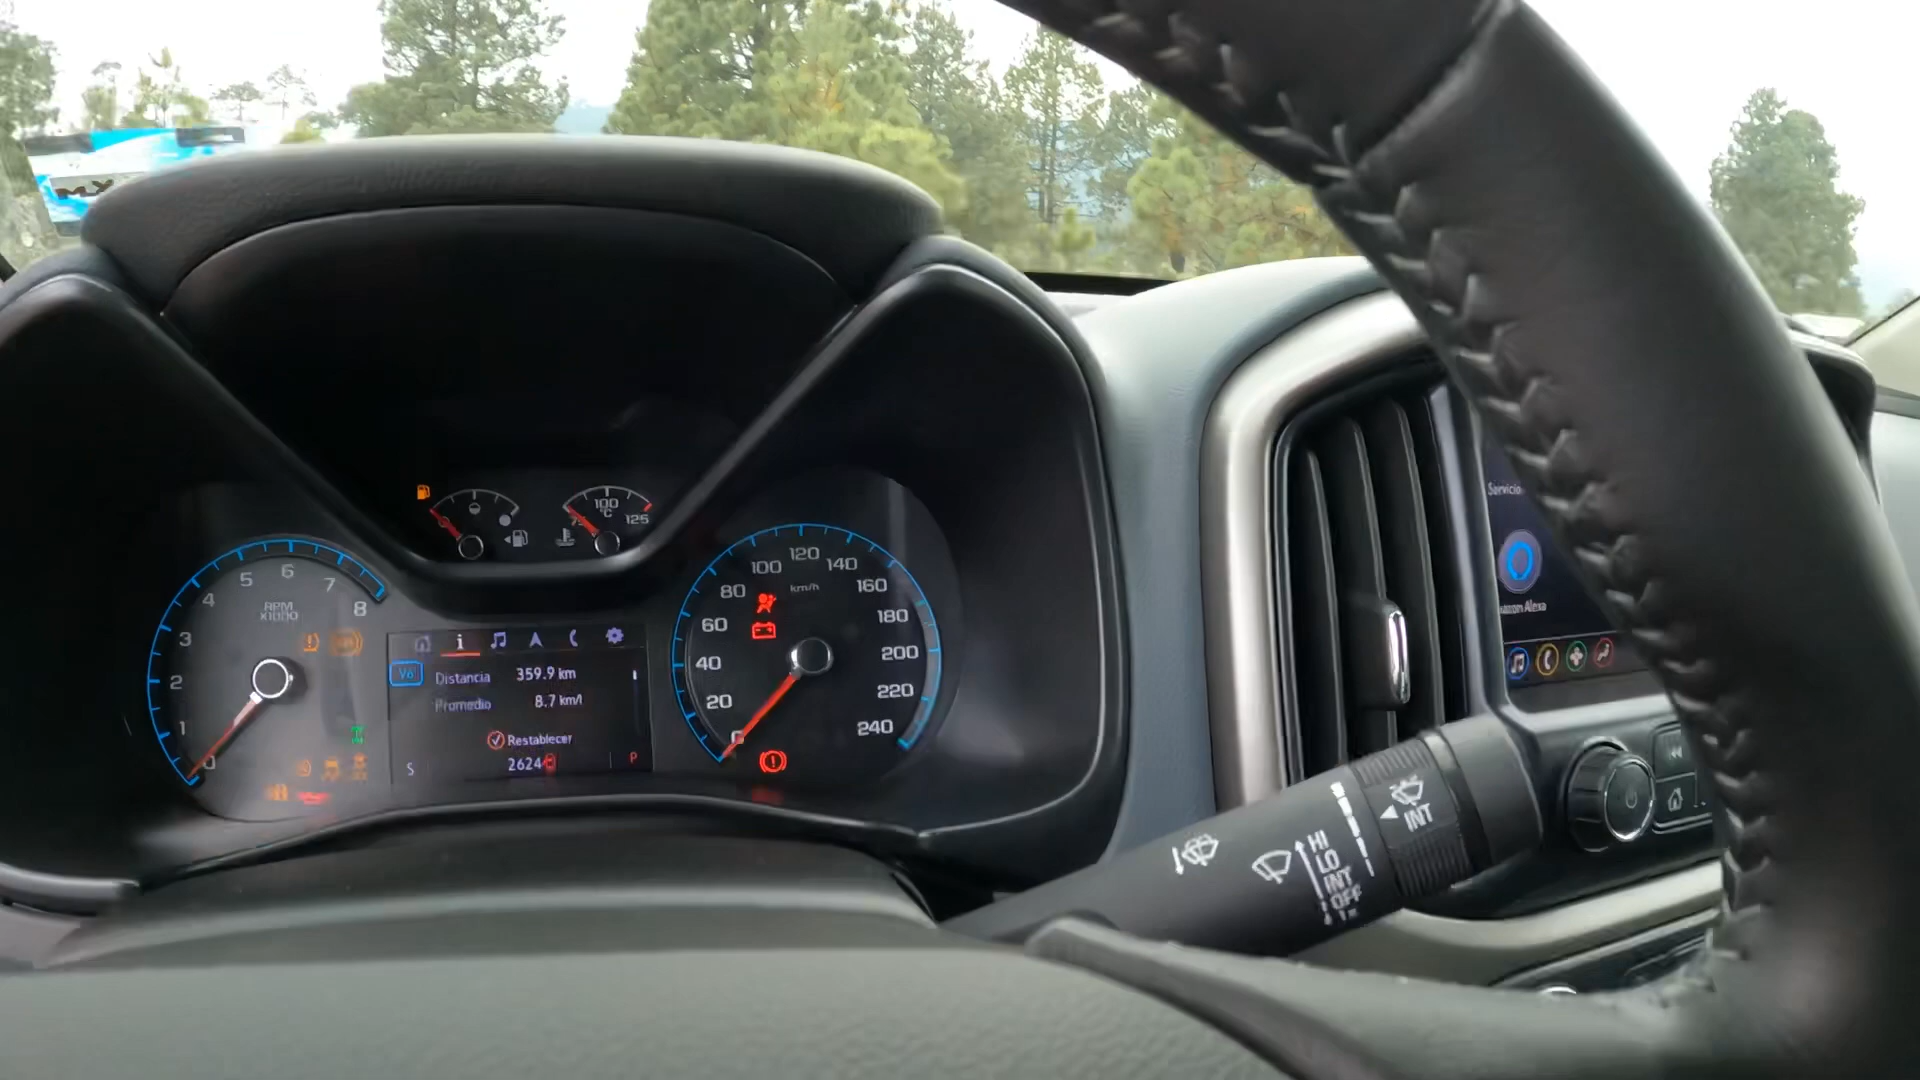 100
°C
125
5
6
7
4
8
RPM
X1000
3
2
1
0
i
V6
Distancia 359.9 km
Promedio 8.7 km/l
Restablecer
S 2624 P
120
100
140
80
km/h
160
60
180
40
200
20
220
0
240
Servicio
HI
LO
INT
OFF
1x
INT